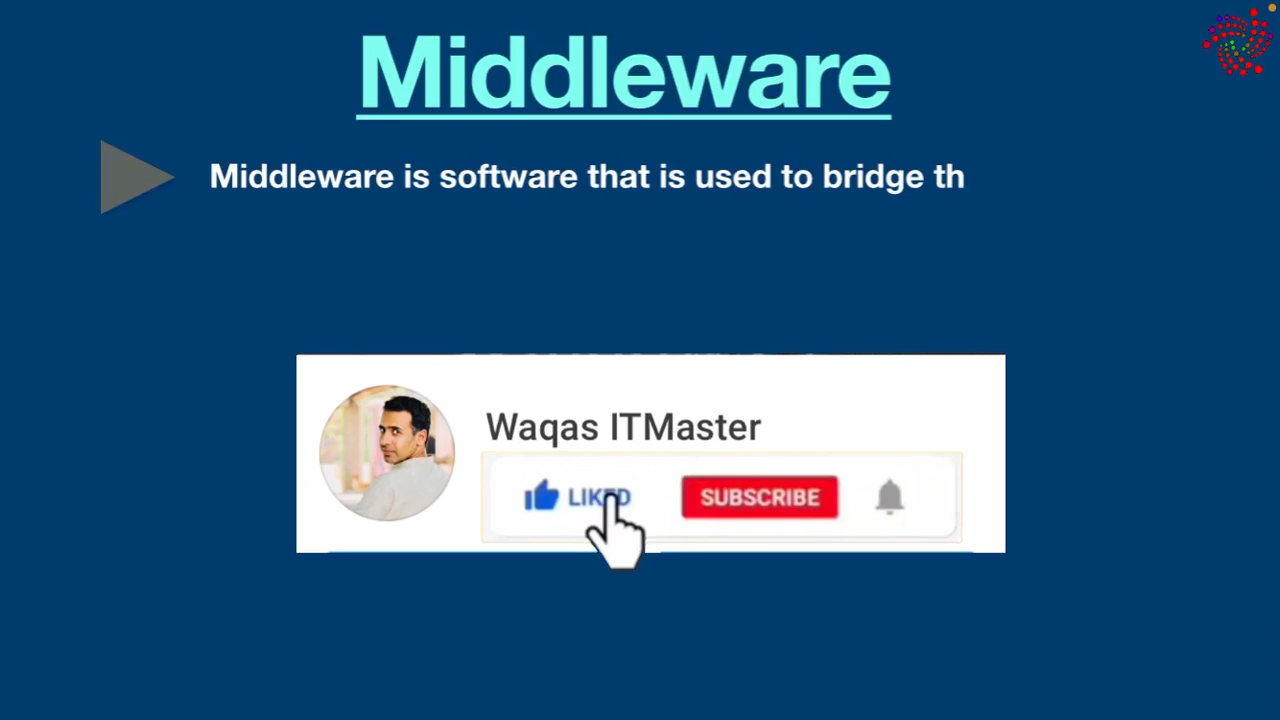 Middleware
Middleware is software that is used to bridge th
Waqas ITMaster
LIKED
SUBSCRIBE